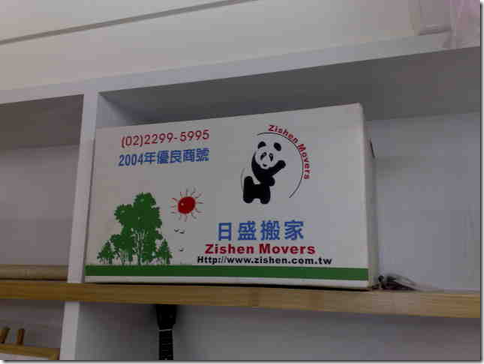 (02)2299-5995
2004年優良商號
Zishen Movers
日盛搬家
Zishen Movers
Http://www.zishen.com.tw